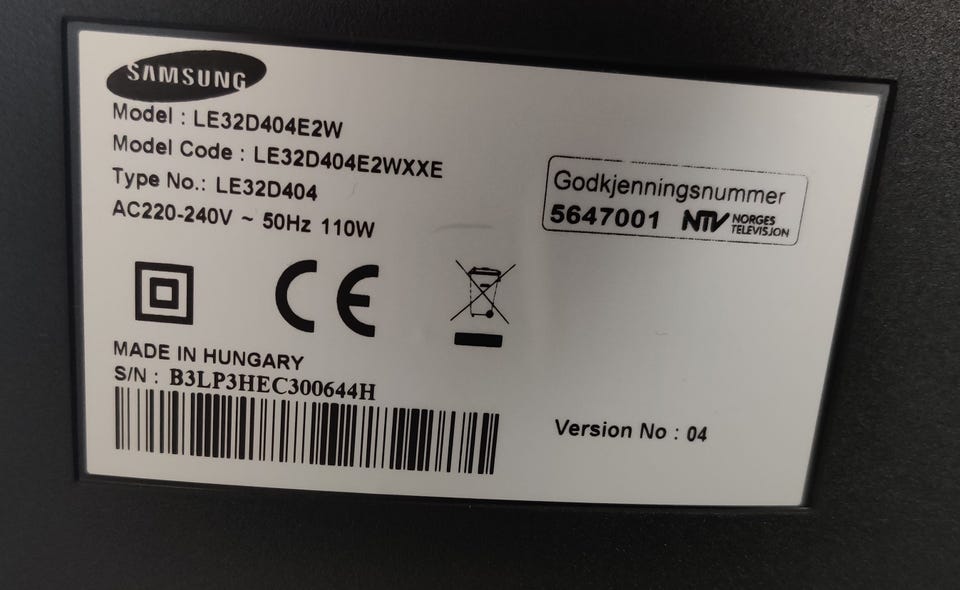 SAMSUNG
Model : LE32D404E2W
Model Code : LE32D404E2WXXE
Type No.: LE32D404
AC220-240V ~ 50Hz 110W
Godkjenningsnummer
5647001 NTV NORGES
TELEVISJON
CE
MADE IN HUNGARY
S/N : B3LP3HEC300644H
Version No : 04